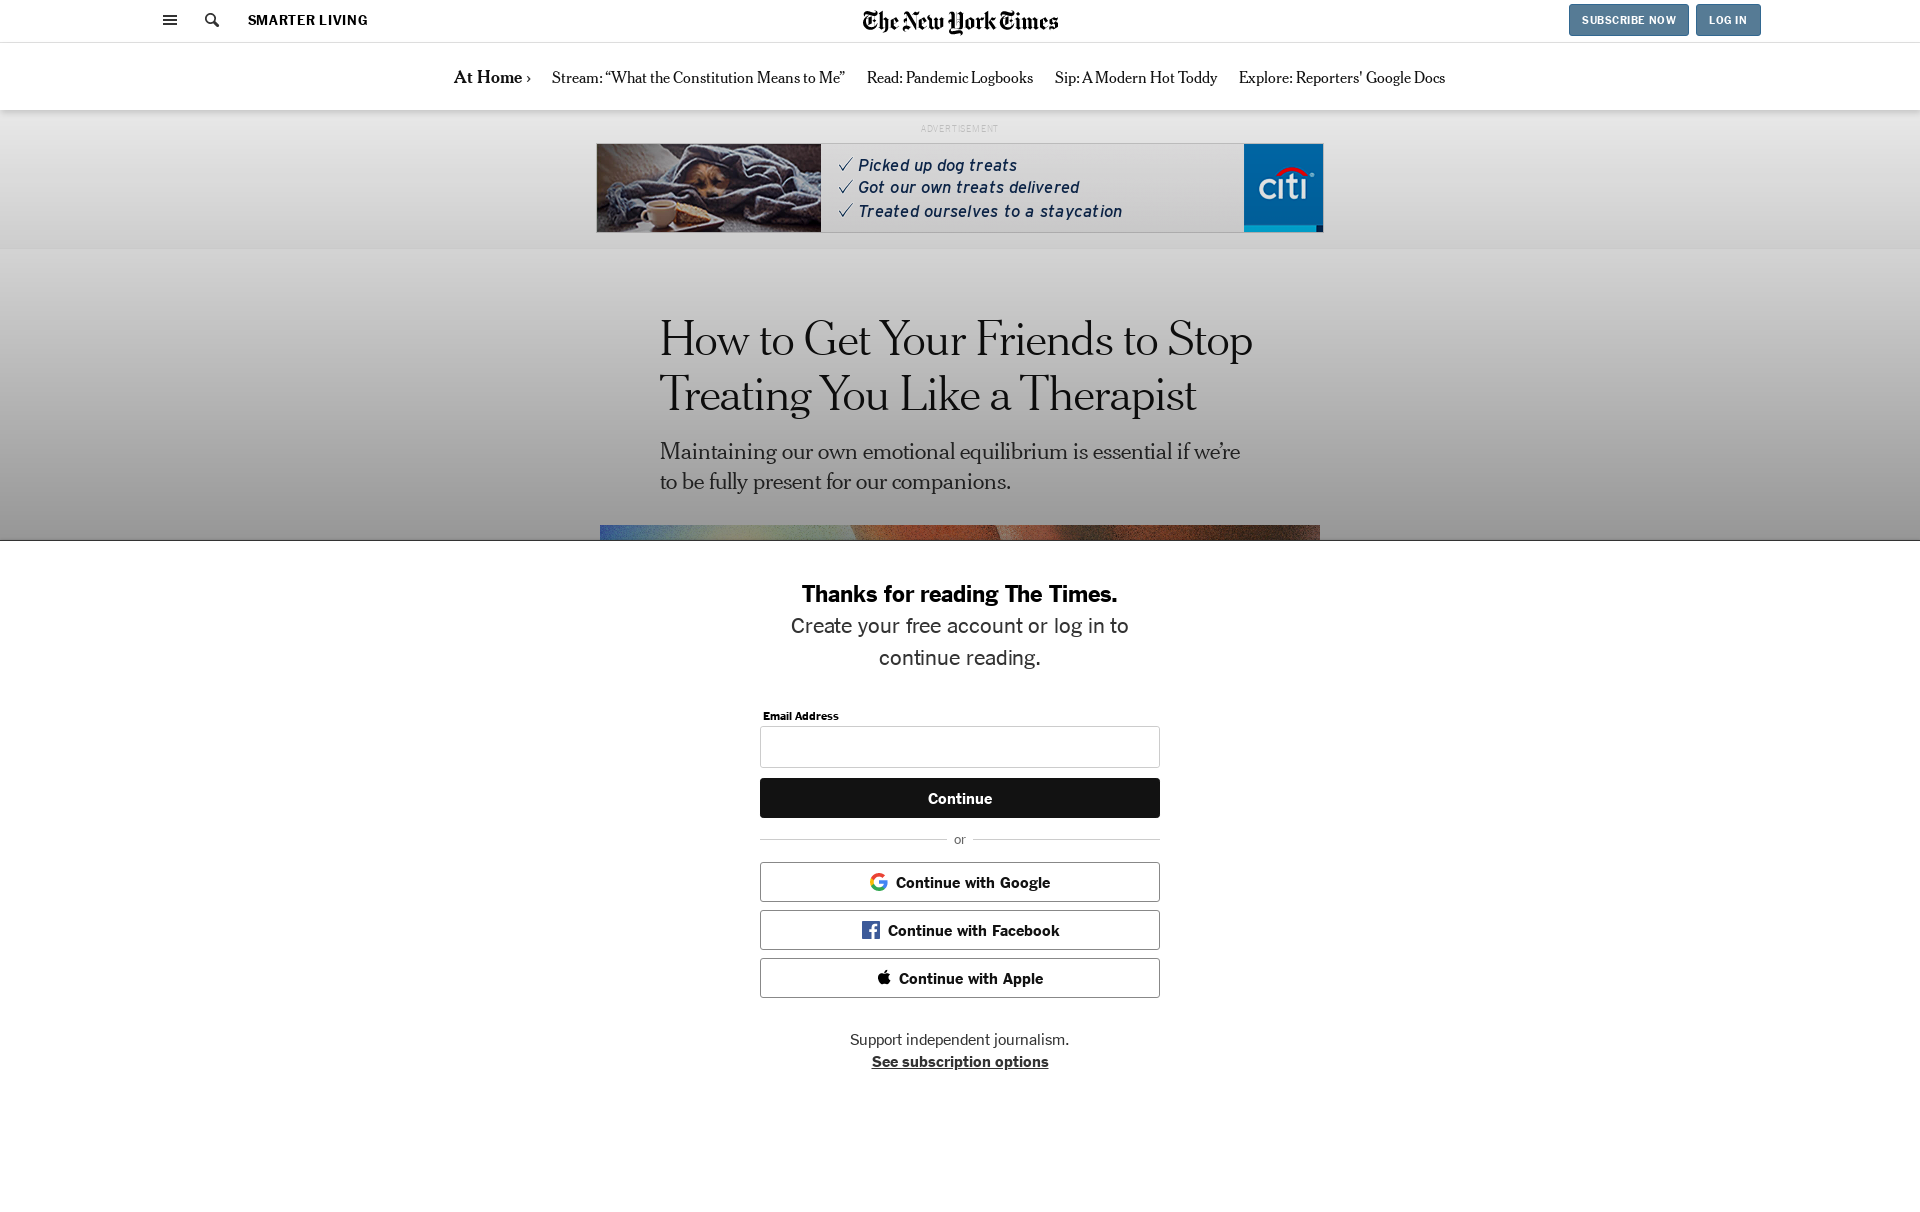 SMARTER LIVING
The New York Times
SUBSCRIBE NOW
LOG IN
At Home ›
Stream: “What the Constitution Means to Me”
Read: Pandemic Logbooks
Sip: A Modern Hot Toddy
Explore: Reporters' Google Docs
ADVERTISEMENT
✓ Picked up dog treats
✓ Got our own treats delivered
✓ Treated ourselves to a staycation
citi
How to Get Your Friends to Stop
Treating You Like a Therapist
Maintaining our own emotional equilibrium is essential if we’re
to be fully present for our companions.
Thanks for reading The Times.
Create your free account or log in to
continue reading.
Email Address
Continue
or
Continue with Google
Continue with Facebook
Continue with Apple
Support independent journalism.
See subscription options